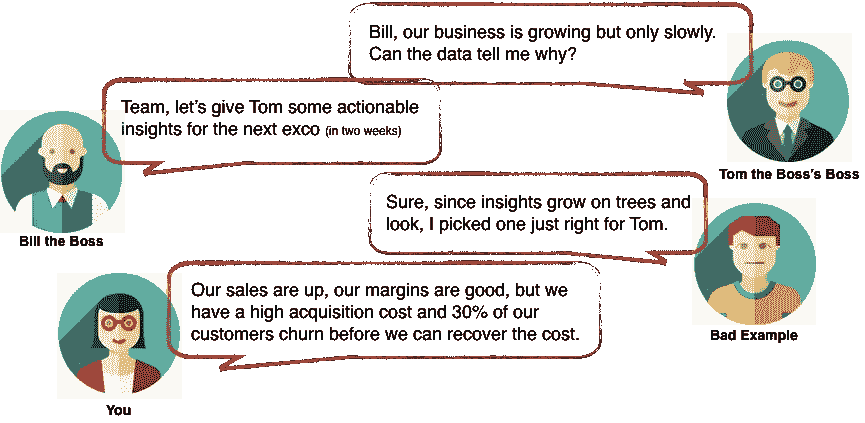 Bill, our business is growing but only slowly.
Can the data tell me why?
Tom the Boss's Boss
Team, let's give Tom some actionable
insights for the next exco (in two weeks)
Bill the Boss
Sure, since insights grow on trees and
look, I picked one just right for Tom.
Bad Example
Our sales are up, our margins are good, but we
have a high acquisition cost and 30% of our
customers churn before we can recover the cost.
You